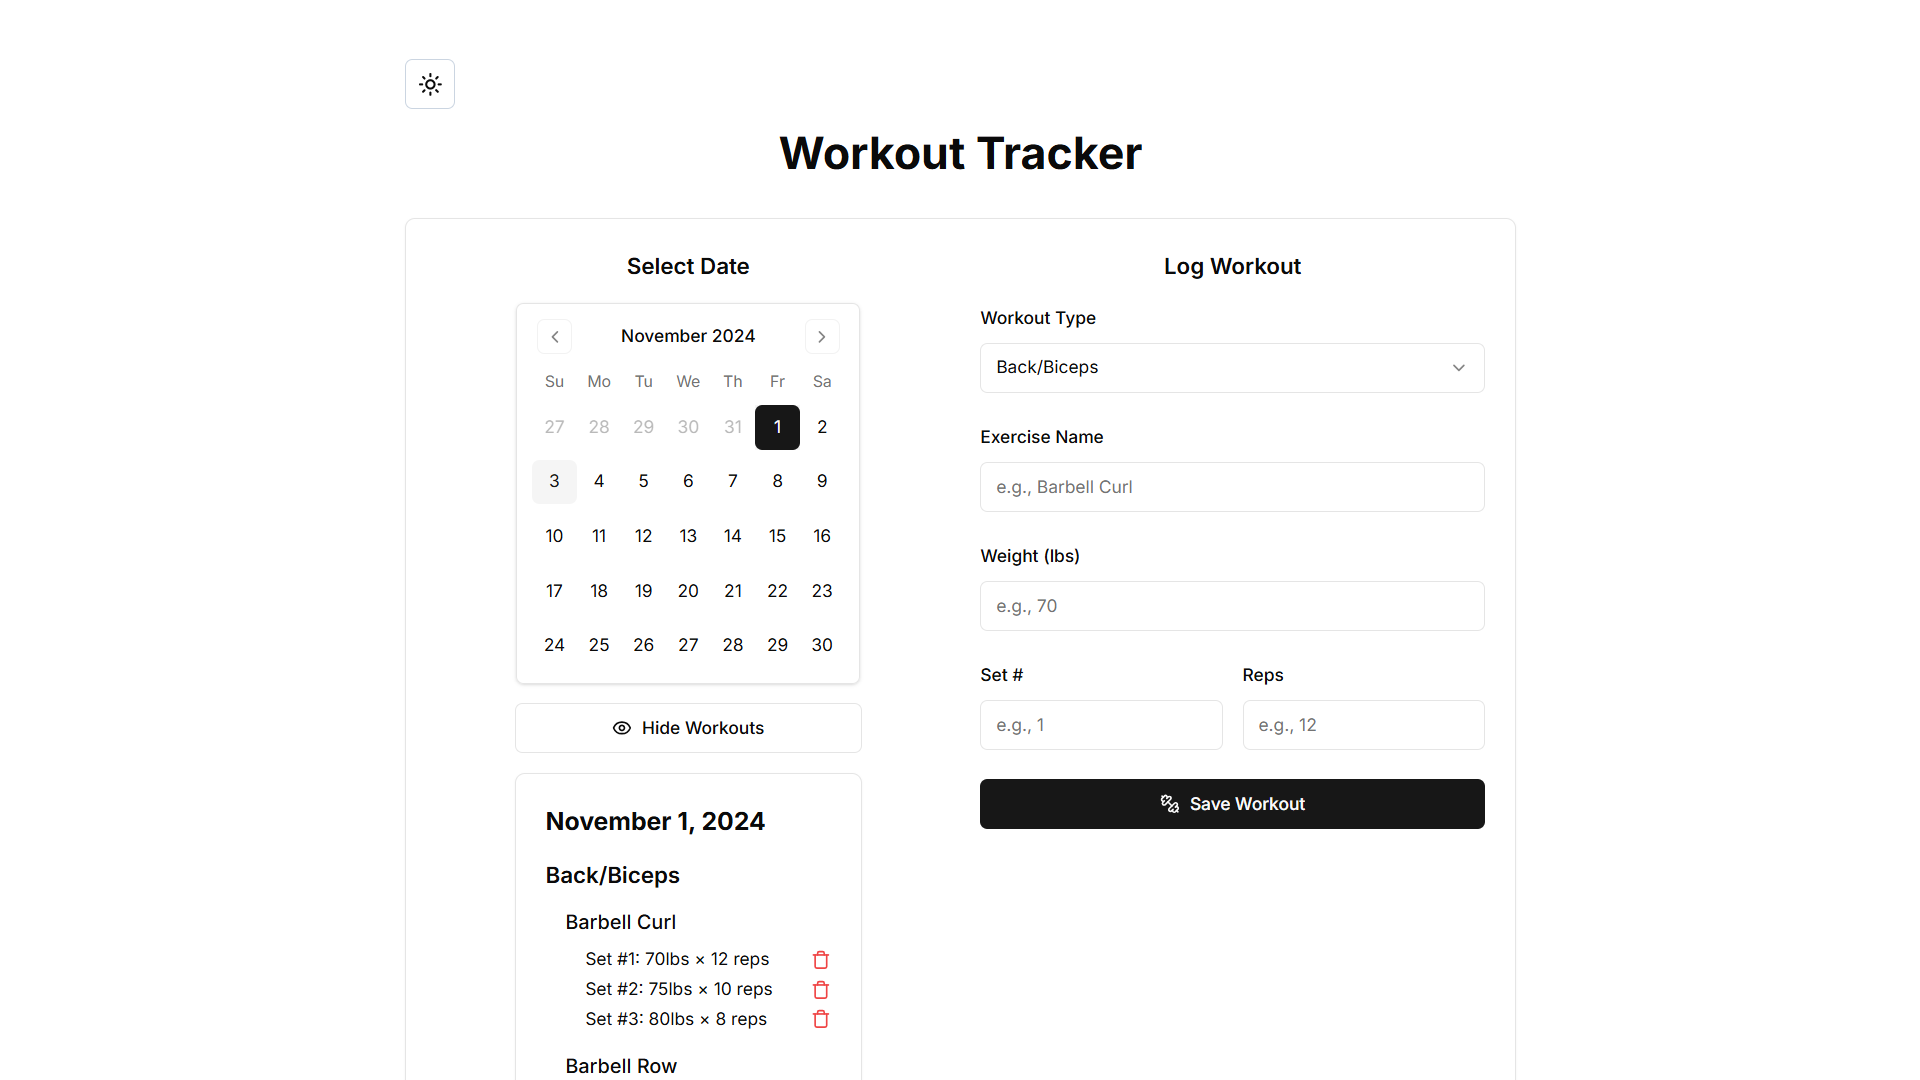 Workout Tracker
Select Date
November 2024
Su Mo Tu We Th Fr Sa
27 28 29 30 31 1 2
3 4 5 6 7 8 9
10 11 12 13 14 15 16
17 18 19 20 21 22 23
24 25 26 27 28 29 30
Hide Workouts
November 1, 2024
Back/Biceps
Barbell Curl
Set #1: 70lbs × 12 reps
Set #2: 75lbs × 10 reps
Set #3: 80lbs × 8 reps
Barbell Row
Log Workout
Workout Type
Back/Biceps
Exercise Name
e.g., Barbell Curl
Weight (lbs)
e.g., 70
Set # Reps
e.g., 1 e.g., 12
Save Workout